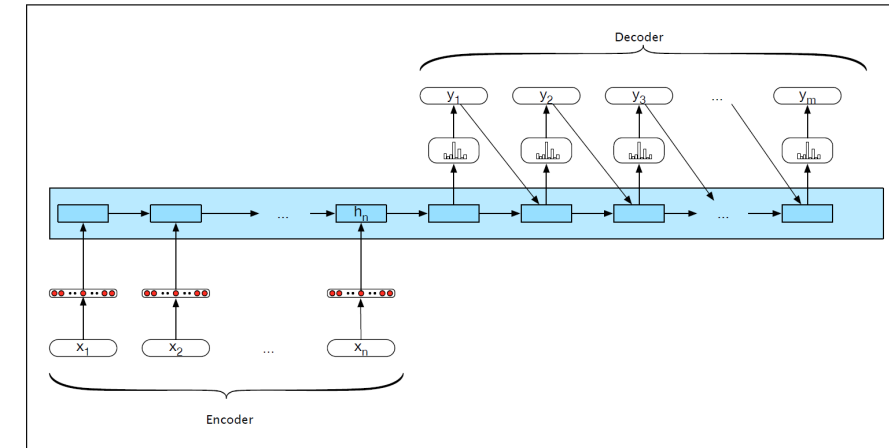 Decoder
y1 y2 y3 ... ym
... hn ...
x1 x2 ... xn
Encoder